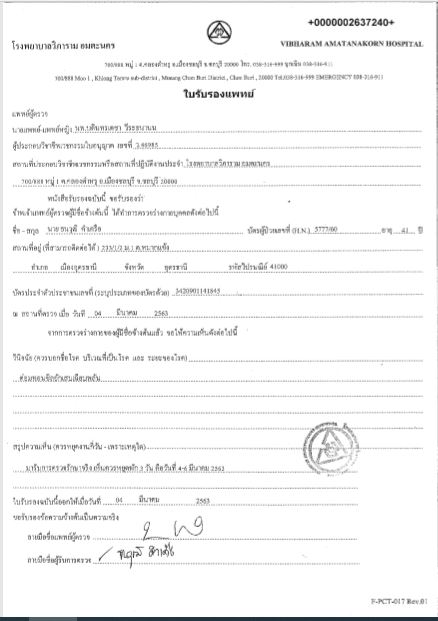 +0000002637240+
โรงพยาบาลวิภาราม อมตะนคร
VIBHARAM AMATANAKORN HOSPITAL
700/888 หมู่ 1 ต.คลองตำหรุ อ.เมืองชลบุรี จ.ชลบุรี 20000 โทร. 038-316-999 ฉุกเฉิน 038-316-911
700/888 Moo 1 , Khlong Tamru sub-district , Mueang Chon Buri District , Chon Buri , 20000 Tel.038-316-999 EMERGENCY 038-316-911
ใบรับรองแพทย์
แพทย์ผู้ตรวจ
นายแพทย์-แพทย์หญิง นพ.บดินทรเดชา วีระธนานนท์
ผู้ประกอบวิชาชีพเวชกรรมใบอนุญาต เลขที่
สถานที่ประกอบวิชาชีพเวชกรรมหรือสถานที่ปฏิบัติงานประจำ โรงพยาบาลวิภาราม อมตะนคร
700/888 หมู่ 1 ต.คลองตำหรุ อ.เมืองชลบุรี จ.ชลบุรี 20000
หนังสือรับรองฉบับนี้ ขอรับรองว่า
ข้าพเจ้าแพทย์ผู้ตรวจมีชื่อข้างต้นนี้ ได้ทำการตรวจร่างกายบุคคลดังต่อไปนี้
ชื่อ - สกุล นาย บัตรผู้ป่วยเลขที่ (H.N.) 5777/60 อายุ 41 ปี
สถานที่อยู่ (ที่สามารถติดต่อได้ ) ต.หมากแข้ง
อำเภอ เมืองอุดรธานี จังหวัด อุดรธานี รหัสไปรษณีย์ 41000
บัตรประจำตัวประชาชนเลขที่ (ระบุประเภทของบัตรด้วย) 3420901141845
ณ สถานที่ตรวจ เมื่อ วันที่ 04 มีนาคม 2563
จากการตรวจร่างกายของผู้มีชื่อข้างต้นแล้ว ขอให้ความเห็นดังต่อไปนี้
วินิจฉัย (ควรบอกชื่อโรค บริเวณที่เป็นโรค และ ระยะของโรค)
ต่อมทอนซิลอักเสบเฉียบพลัน
สรุปความเห็น (ควรหยุดงานกี่วัน - เพราะเหตุใด)
มารับการตรวจรักษาจริง เห็นควรหยุดพัก 3 วัน คือวันที่ 4-6 มีนาคม 2563
ใบรับรองฉบับนี้ออกให้เมื่อวันที่ 04 มีนาคม 2563
ขอรับรองข้อความข้างต้นเป็นความจริง
ลายมือชื่อแพทย์ผู้ตรวจ
ลายมือชื่อผู้รับการตรวจ
F-PCT-017 Rev.01